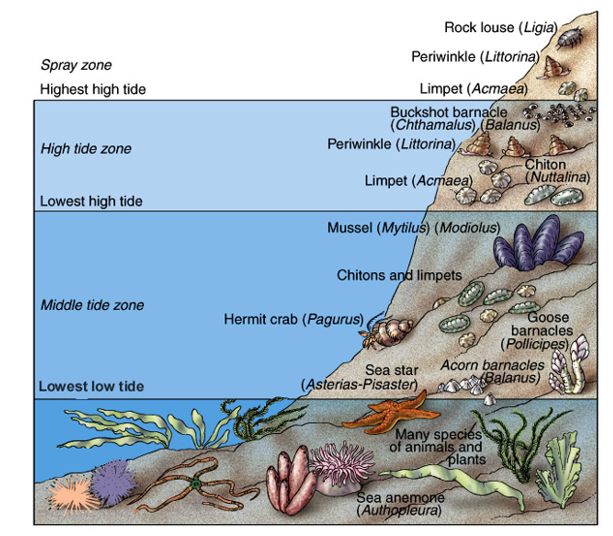 Rock louse (Ligia)
Periwinkle (Littorina)
Spray zone
Highest high tide
Limpet (Acmaea)
Buckshot barnacle
(Chthamalus) (Balanus)
High tide zone
Periwinkle (Littorina)
Chiton
(Nuttalina)
Limpet (Acmaea)
Lowest high tide
Mussel (Mytilus) (Modiolus)
Chitons and limpets
Middle tide zone
Hermit crab (Pagurus)
Goose
barnacles
(Pollicipes)
Sea star
(Asterias-Pisaster)
Acorn barnacles
(Balanus)
Lowest low tide
Many species
of animals and
plants
Sea anemone
(Authopleura)